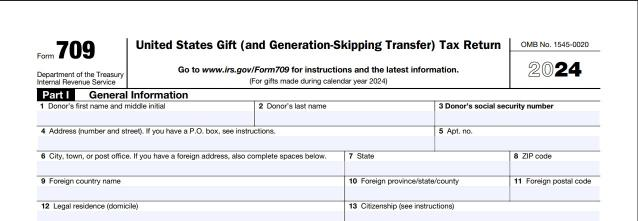 Form 709
Department of the Treasury
Internal Revenue Service
United States Gift (and Generation-Skipping Transfer) Tax Return
Go to www.irs.gov/Form709 for instructions and the latest information.
(For gifts made during calendar year 2024)
OMB No. 1545-0020
2024
Part I General Information
1 Donor's first name and middle initial 2 Donor's last name 3 Donor's social security number
4 Address (number and street). If you have a P.O. box, see instructions. 5 Apt. no.
6 City, town, or post office. If you have a foreign address, also complete spaces below. 7 State 8 ZIP code
9 Foreign country name 10 Foreign province/state/county 11 Foreign postal code
12 Legal residence (domicile) 13 Citizenship (see instructions)